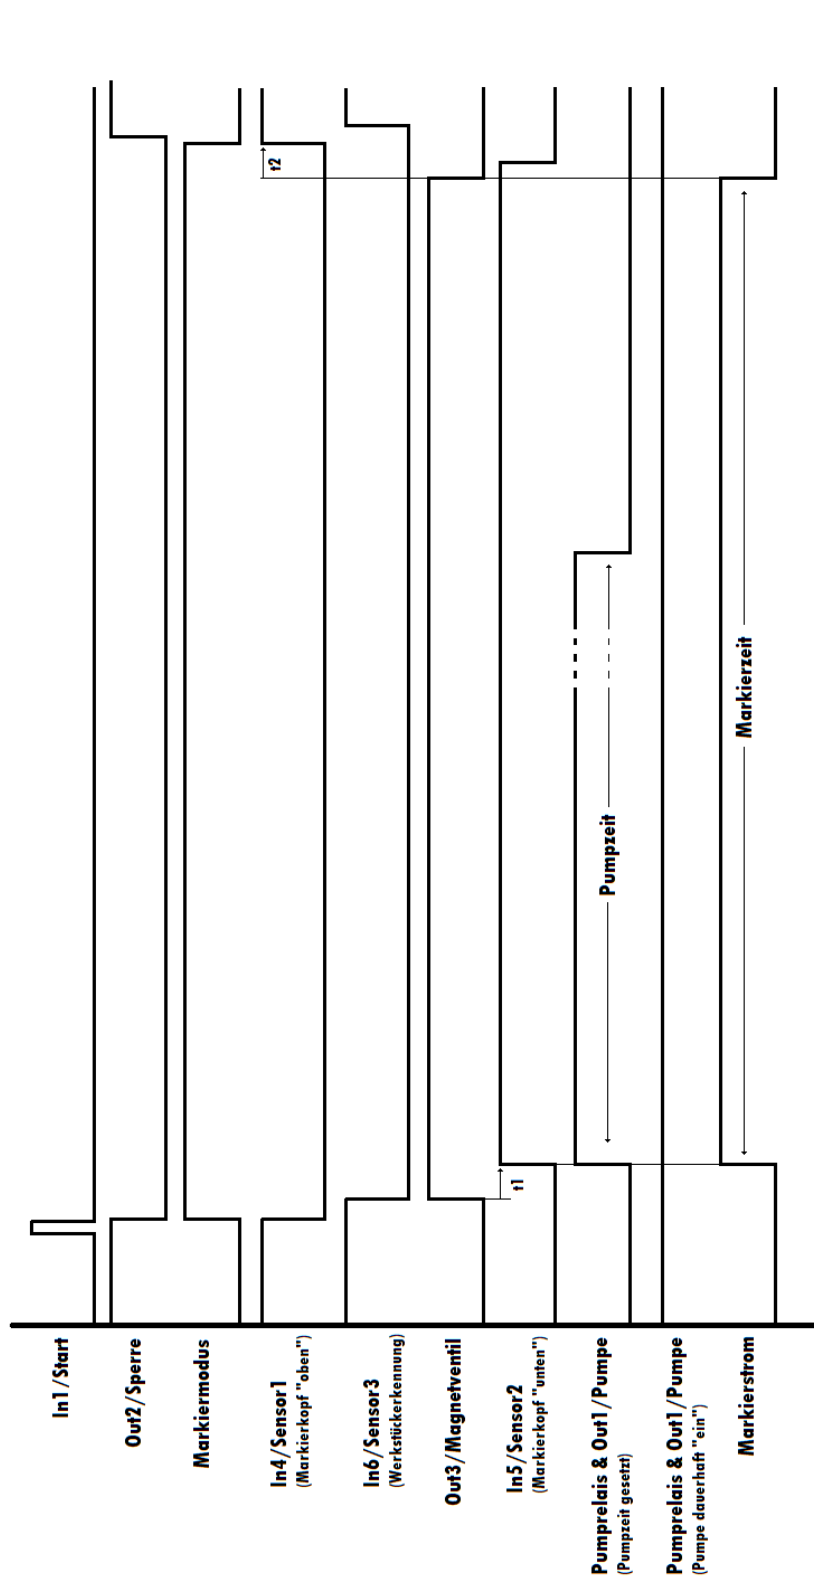 In1/Start
Out2/Sperre
Markiermodus
In4/Sensor1
(Markierkopf "oben")
In6/Sensor3
(Werkstückerkennung)
Out3/Magnetventil
In5/Sensor2
(Markierkopf "unten")
Pumprelais & Out1/Pumpe
(Pumpzeit gesetzt)
Pumprelais & Out1/Pumpe
(Pumpe dauerhaft "ein")
Markierstrom
t2
t1
Pumpzeit
Markierzeit